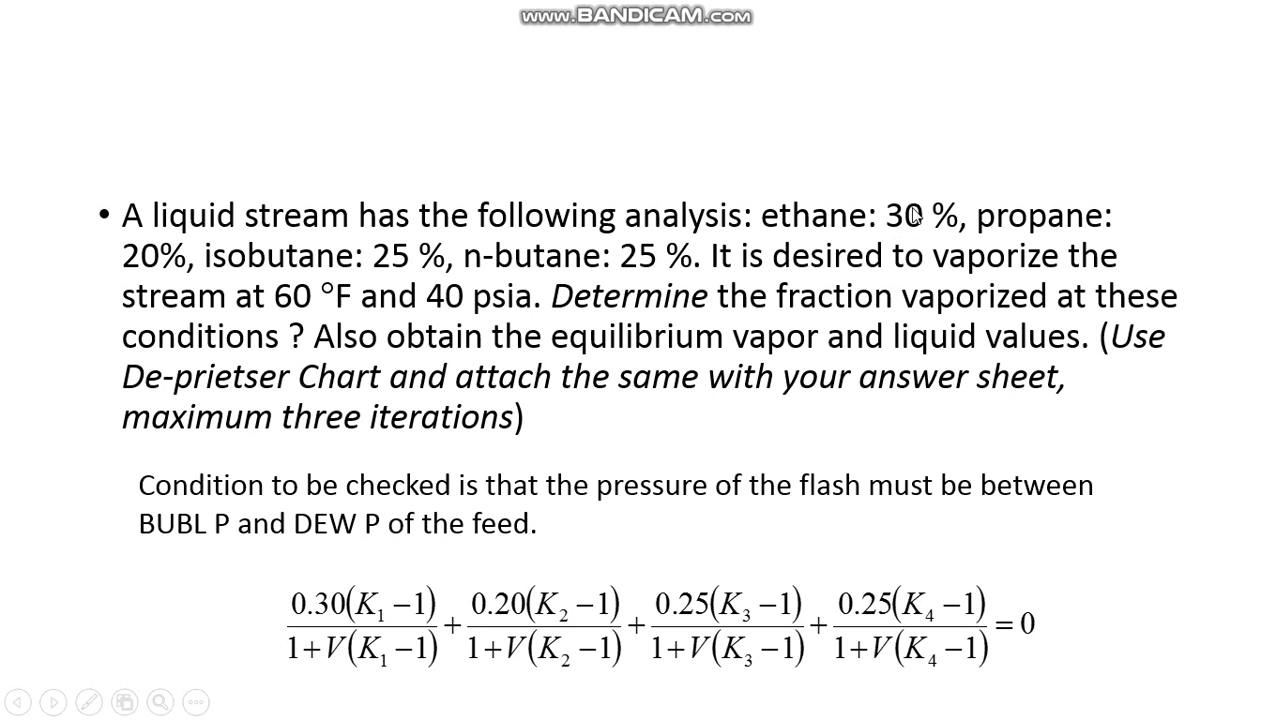 www.BANDICAM.com
• A liquid stream has the following analysis: ethane: 30 %, propane:
20%, isobutane: 25 %, n-butane: 25 %. It is desired to vaporize the
stream at 60 °F and 40 psia. Determine the fraction vaporized at these
conditions ? Also obtain the equilibrium vapor and liquid values. (Use
De-prietser Chart and attach the same with your answer sheet,
maximum three iterations)
Condition to be checked is that the pressure of the flash must be between
BUBL P and DEW P of the feed.
0.30(K₁ −1)/1+V(K₁ −1) + 0.20(K₂ −1)/1+V(K₂ −1) + 0.25(K₃ −1)/1+V(K₃ −1) + 0.25(K₄ −1)/1+V(K₄ −1) = 0